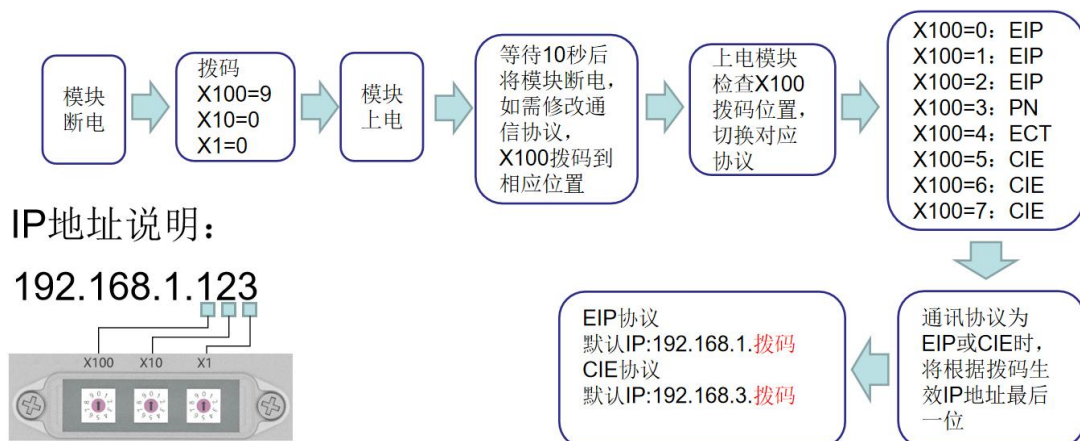 模块
断电
拨码
X100=9
X10=0
X1=0
模块
上电
等待10秒后
将模块断电，
如需修改通
信协议，
X100拨码到
相应位置
上电模块
检查X100
拨码位置，
切换对应
协议
X100=0：EIP
X100=1：EIP
X100=2：EIP
X100=3：PN
X100=4：ECT
X100=5：CIE
X100=6：CIE
X100=7：CIE
通讯协议为
EIP或CIE时，
将根据拨码生
效IP地址最后
一位
EIP协议
默认IP:192.168.1.拨码
CIE协议
默认IP:192.168.3.拨码
IP地址说明：
192.168.1.123
X100 X10 X1